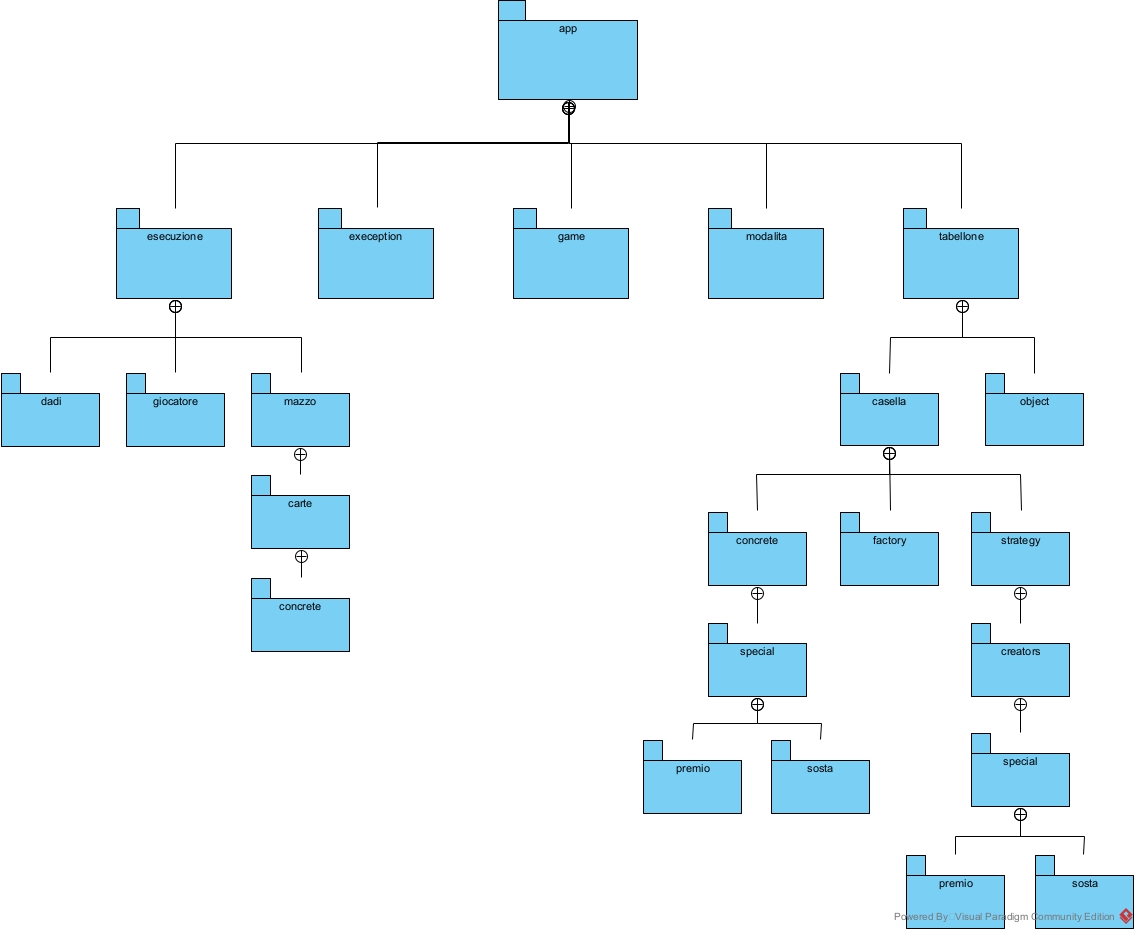 app
esecuzione
exeception
game
modalita
tabellone
dadi
giocatore
mazzo
casella
object
carte
concrete
factory
strategy
concrete
special
creators
premio
sosta
special
premio
sosta
Powered By: Visual Paradigm Community Edition